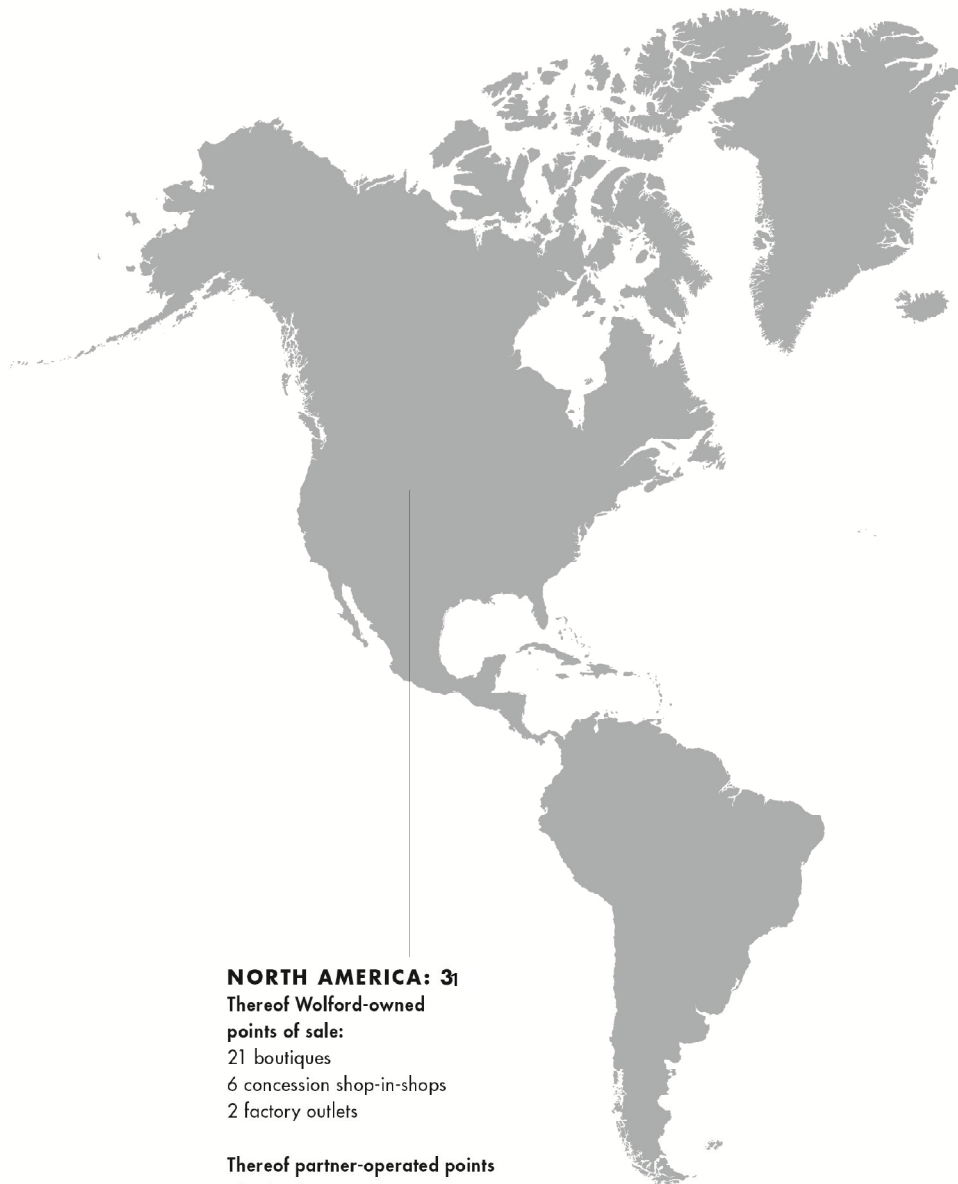 NORTH AMERICA: 31
Thereof Wolford-owned
points of sale:
21 boutiques
6 concession shop-in-shops
2 factory outlets
Thereof partner-operated points